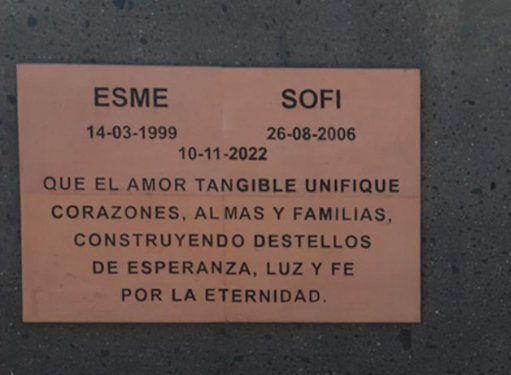 ESME SOFI
14-03-1999 26-08-2006
10-11-2022
QUE EL AMOR TANGIBLE UNIFIQUE
CORAZONES, ALMAS Y FAMILIAS,
CONSTRUYENDO DESTELLOS
DE ESPERANZA, LUZ Y FE
POR LA ETERNIDAD.